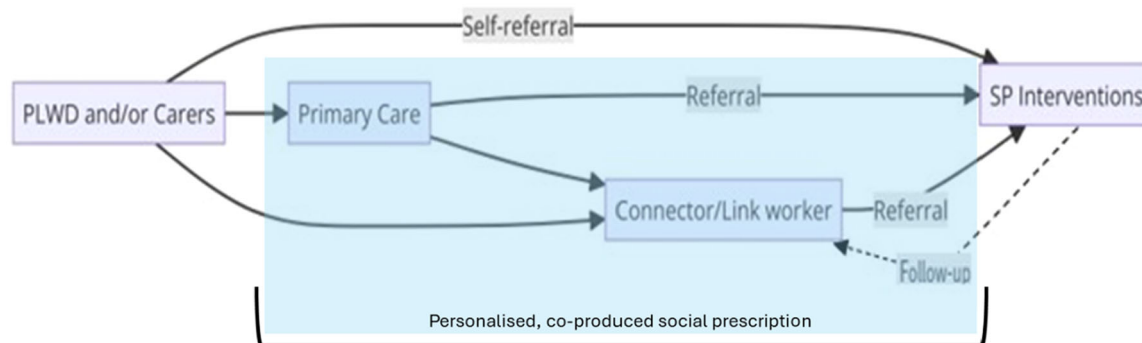 Self-referral
PLWD and/or Carers
Primary Care
Referral
SP Interventions
Connector/Link worker
Referral
Follow-up
Personalised, co-produced social prescription